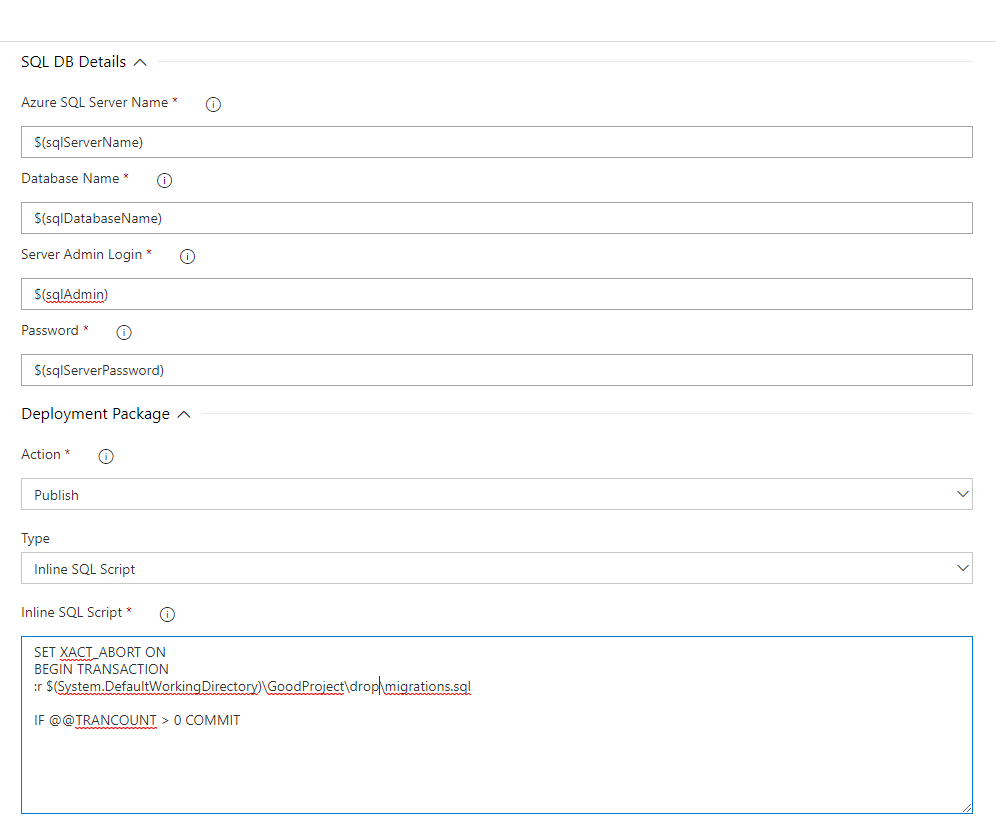 SQL DB Details
Azure SQL Server Name *
$(sqlServerName)
Database Name *
$(sqlDatabaseName)
Server Admin Login *
$(sqlAdmin)
Password *
$(sqlServerPassword)
Deployment Package
Action *
Publish
Type
Inline SQL Script
Inline SQL Script *
SET XACT_ABORT ON
BEGIN TRANSACTION
:r $(System.DefaultWorkingDirectory)\GoodProject\drop\migrations.sql
IF @@TRANCOUNT > 0 COMMIT